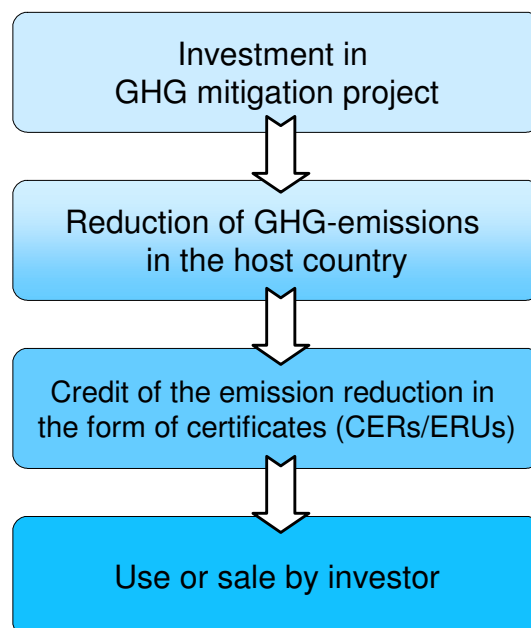 Investment in
GHG mitigation project
Reduction of GHG-emissions
in the host country
Credit of the emission reduction in
the form of certificates (CERs/ERUs)
Use or sale by investor